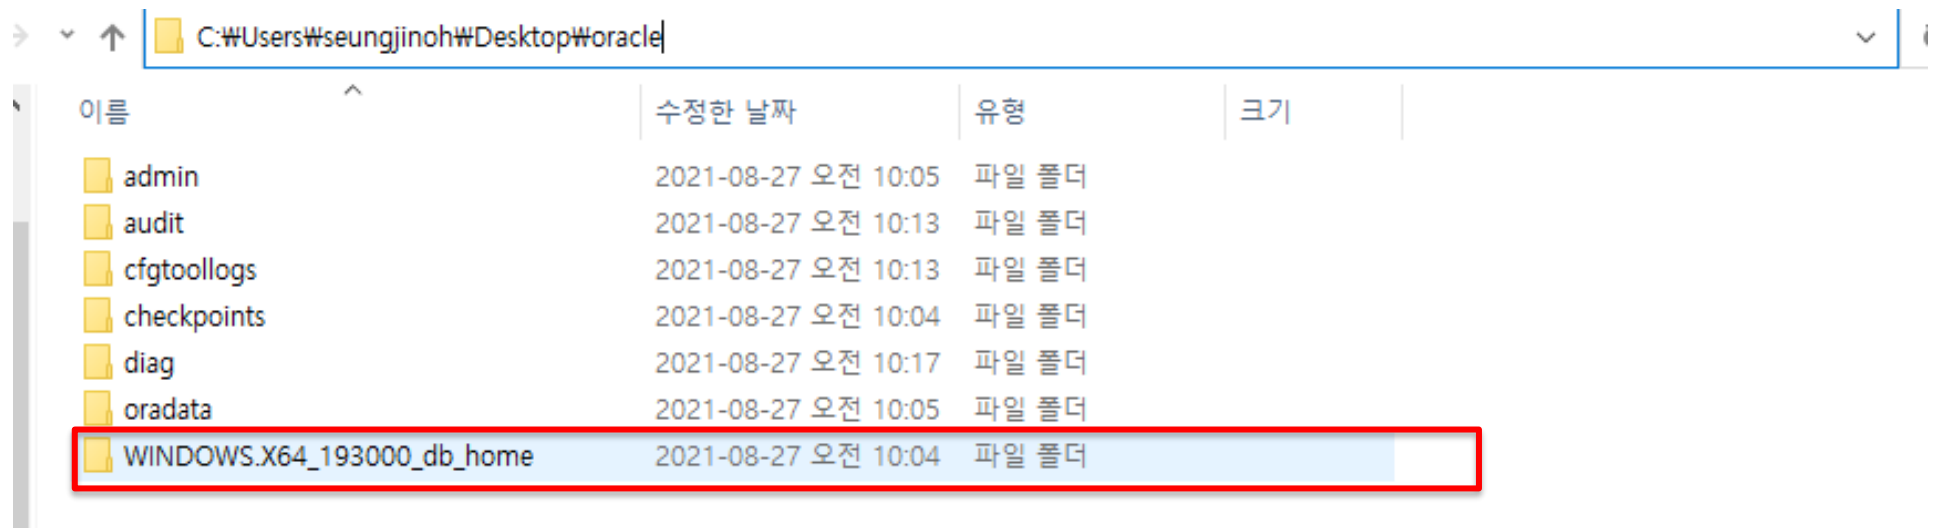 C:₩Users₩seungjinoh₩Desktop₩oracle
이름 수정한 날짜 유형 크기
admin 2021-08-27 오전 10:05 파일 폴더
audit 2021-08-27 오전 10:13 파일 폴더
cfgtoollogs 2021-08-27 오전 10:13 파일 폴더
checkpoints 2021-08-27 오전 10:04 파일 폴더
diag 2021-08-27 오전 10:17 파일 폴더
oradata 2021-08-27 오전 10:05 파일 폴더
WINDOWS.X64_193000_db_home 2021-08-27 오전 10:04 파일 폴더